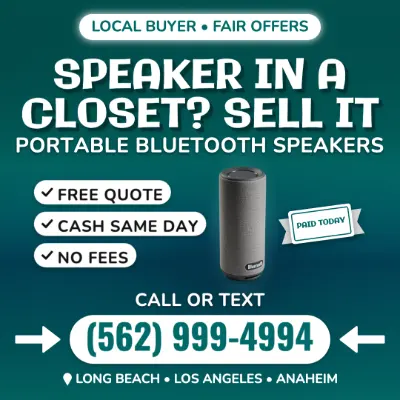 LOCAL BUYER • FAIR OFFERS
SPEAKER IN A
CLOSET? SELL IT
PORTABLE BLUETOOTH SPEAKERS
FREE QUOTE
CASH SAME DAY
NO FEES
PAID TODAY
CALL OR TEXT
(562) 999-4994
LONG BEACH • LOS ANGELES • ANAHEIM